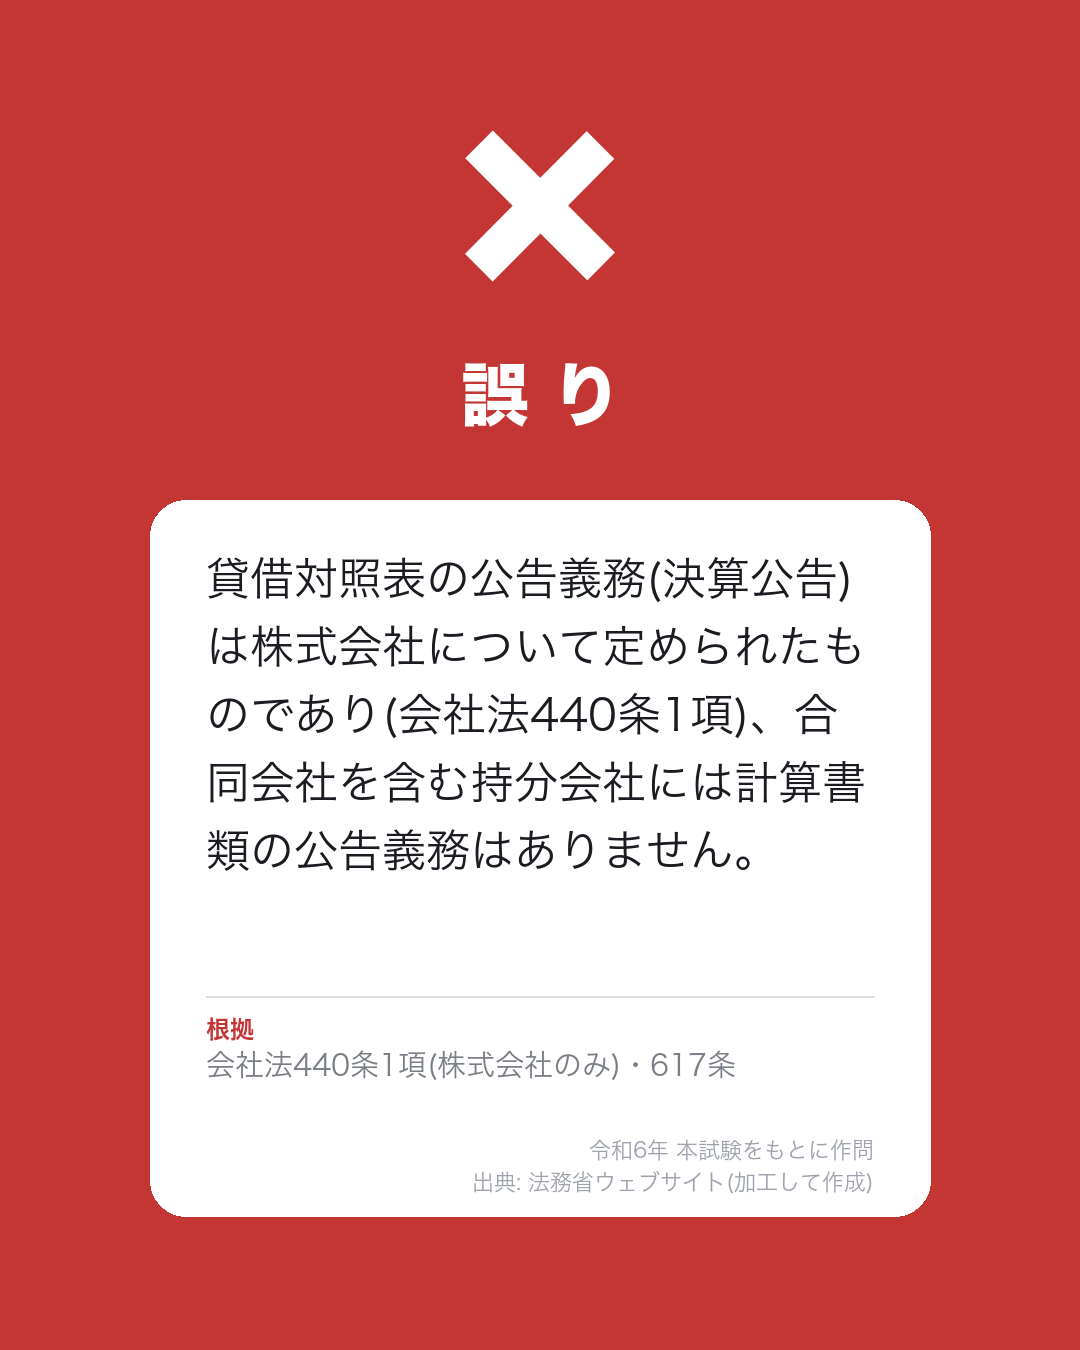 誤り
貸借対照表の公告義務(決算公告)
は株式会社について定められたも
のであり(会社法440条1項)、合
同会社を含む持分会社には計算書
類の公告義務はありません。
根拠
会社法440条1項(株式会社のみ)・617条
令和6年 本試験をもとに作問
出典: 法務省ウェブサイト(加工して作成)